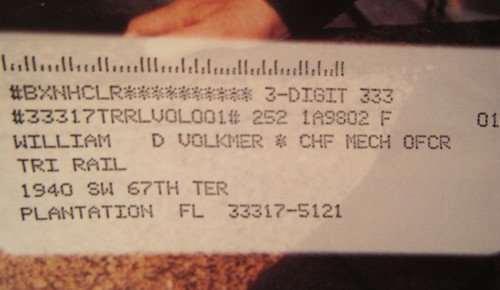 #BXNHCLR********** 3-DIGIT 333
#33317TRRLVOL001# 252 1A9802 F 01
WILLIAM D VOLKMER * CHF MECH OFCR
TRI RAIL
1940 SW 67TH TER
PLANTATION FL 33317-5121